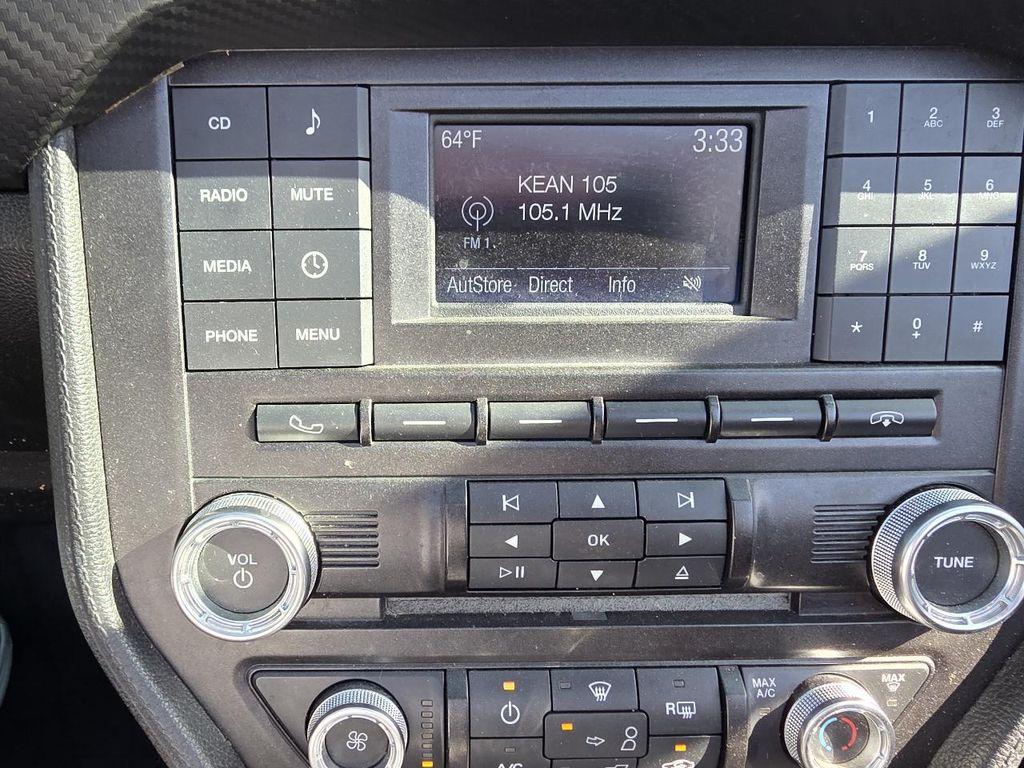 CD
RADIO MUTE
MEDIA
PHONE MENU
64°F 3:33
KEAN 105
105.1 MHz
FM 1
AutStore Direct Info
1 2 ABC 3 DEF
4 GHI 5 JKL 6 MNO
7 PQRS 8 TUV 9 WXYZ
* 0 + #
VOL
OK
TUNE
R
MAX A/C
MAX
A/C